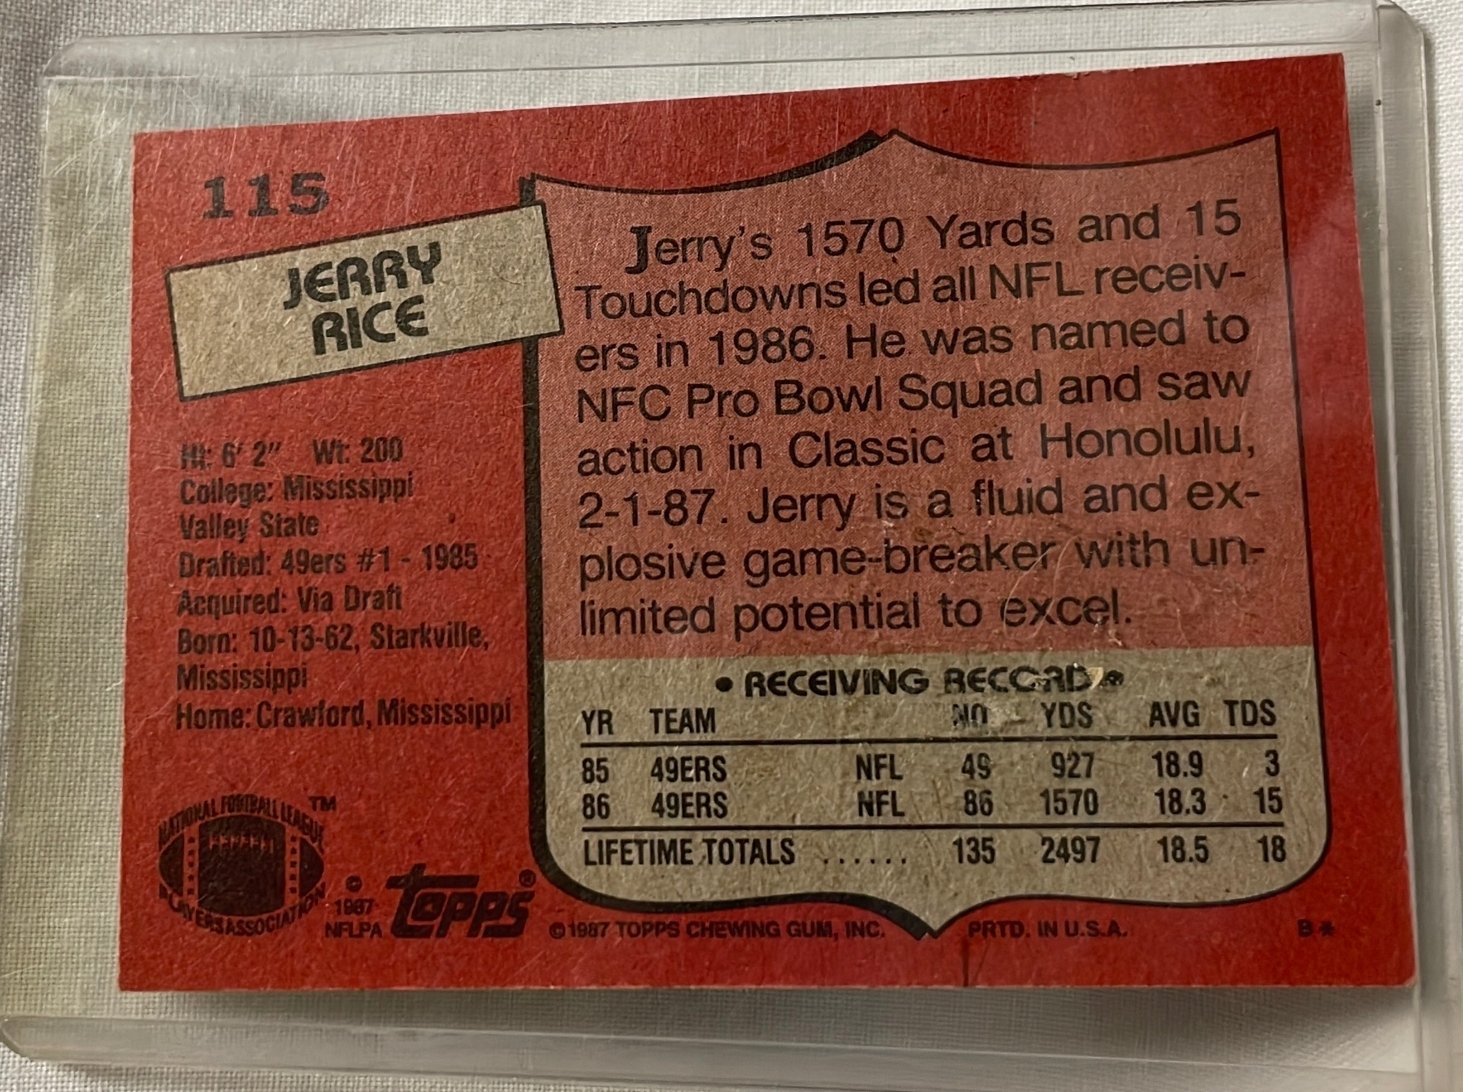 115
JERRY
RICE
Ht: 6' 2" Wt: 200
College: Mississippi
Valley State
Drafted: 49ers #1 - 1985
Acquired: Via Draft
Born: 10-13-62, Starkville,
Mississippi
Home: Crawford, Mississippi
Jerry's 1570 Yards and 15
Touchdowns led all NFL receiv-
ers in 1986. He was named to
NFC Pro Bowl Squad and saw
action in Classic at Honolulu,
2-1-87. Jerry is a fluid and ex-
plosive game-breaker with un-
limited potential to excel.
• RECEIVING RECORD •
YR TEAM NO YDS AVG TDS
85 49ERS NFL 49 927 18.9 3
86 49ERS NFL 86 1570 18.3 15
LIFETIME TOTALS ...... 135 2497 18.5 18
NATIONAL FOOTBALL LEAGUE ™
PLAYERS ASSOCIATION
© 1987
NFLPA
topps®
©1987 TOPPS CHEWING GUM, INC. PRTD. IN U.S.A. B*